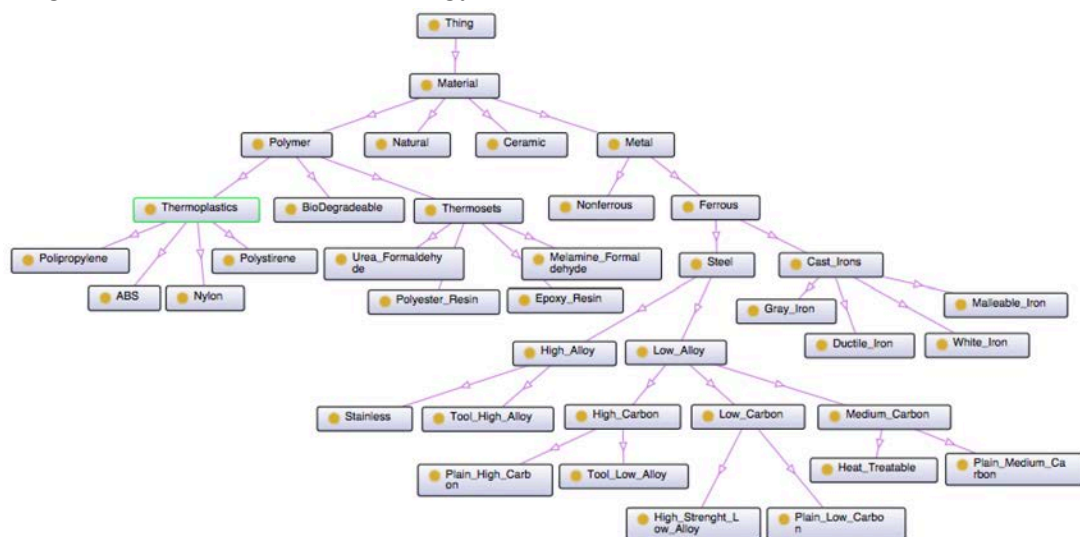 Thing
Material
Polymer
Natural
Ceramic
Metal
Thermoplastics
BioDegradeable
Thermosets
Nonferrous
Ferrous
Polipropylene
Polystirene
Urea_Formaldehy
de
Melamine_Formal
dehyde
Steel
Cast_Irons
ABS
Nylon
Polyester_Resin
Epoxy_Resin
Gray_Iron
Malleable_Iron
Ductile_Iron
White_Iron
High_Alloy
Low_Alloy
Stainless
Tool_High_Alloy
High_Carbon
Low_Carbon
Medium_Carbon
Plain_High_Carb
on
Tool_Low_Alloy
Heat_Treatable
Plain_Medium_Ca
rbon
High_Strenght_L
ow_Alloy
Plain_Low_Carbo
n